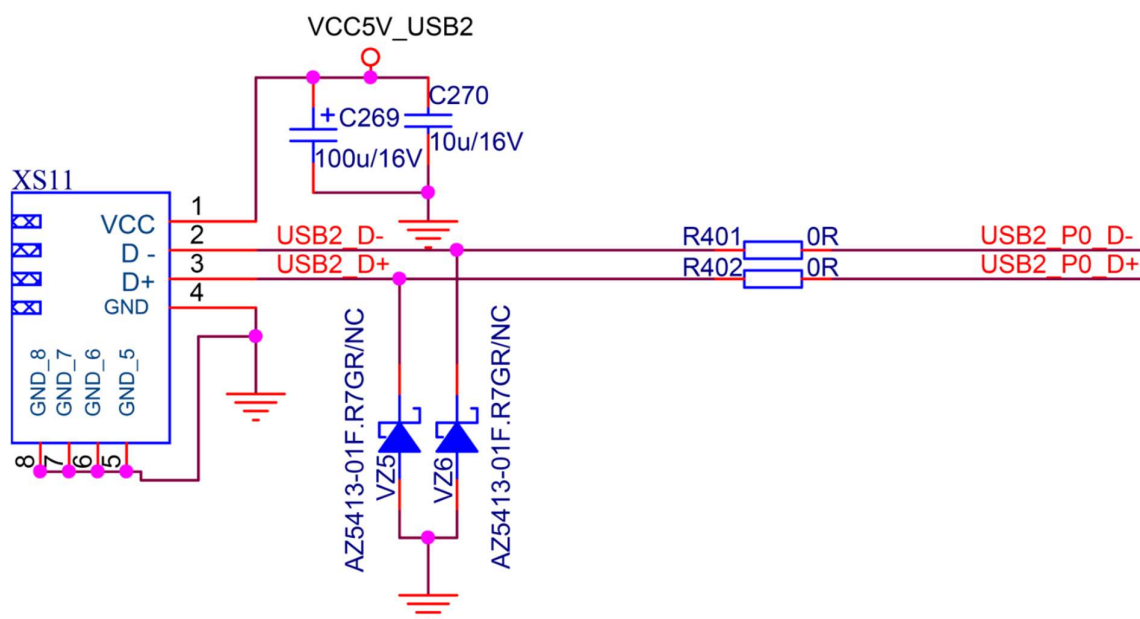 VCC5V_USB2
C270
C269
10u/16V
100u/16V
XS11
1
VCC
2
USB2_D-
R401
0R
USB2_P0_D-
D -
3
USB2_D+
R402
0R
USB2_P0_D+
D+
4
GND
GND_8
GND_7
GND_6
GND_5
8
7
6
5
AZ5413-01F.R7GR/NC
VZ5
VZ6
AZ5413-01F.R7GR/NC